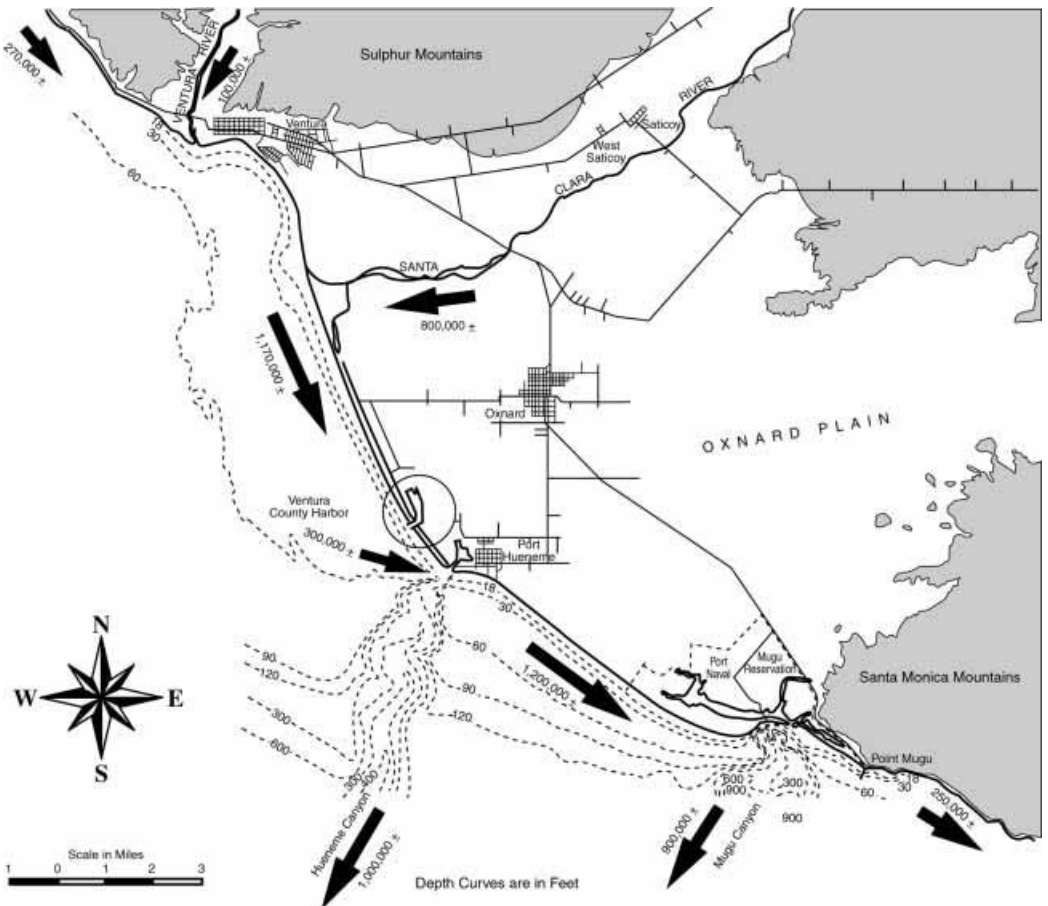 270,000 ±
VENTURA RIVER
100,000 ±
Sulphur Mountains
18
30
60
Ventura
West
Saticoy
Saticoy
SANTA
CLARA
RIVER
800,000 ±
1,170,000 ±
Oxnard
OXNARD PLAIN
Ventura
County Harbor
300,000 ±
Port
Hueneme
18
30
60
90
120
1,200,000 ±
Port
Naval
Mugu
Reservation
Santa Monica Mountains
Point Mugu
N
W
E
S
90
120
300
600
300
600
900
300
900
60
30
18
250,000 ±
Hueneme Canyon
1,000,000 ±
Mugu Canyon
Scale in Miles
1 0 1 2 3
Depth Curves are in Feet